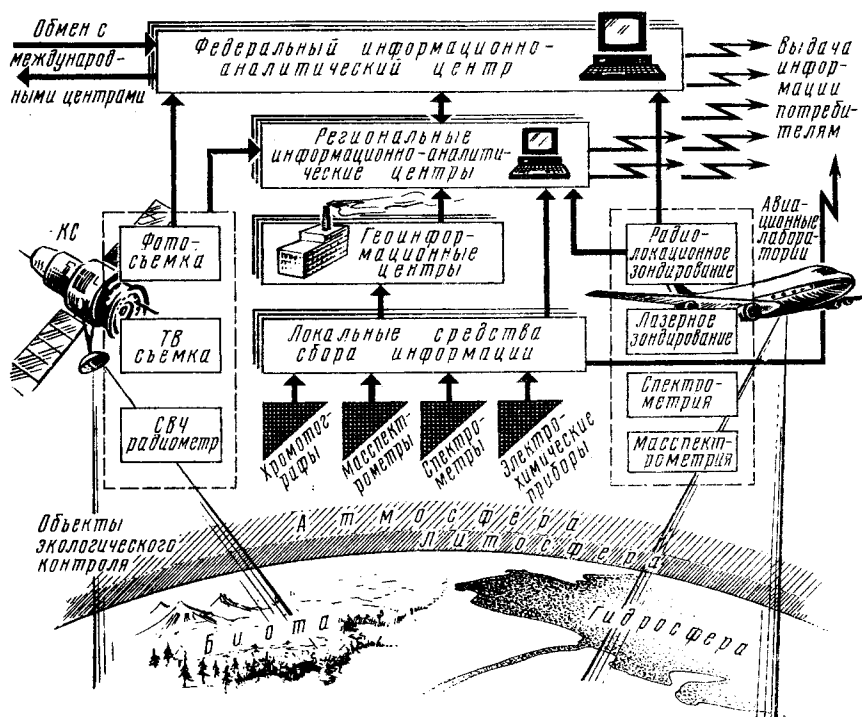 Обмен с
международ-
ными центрами
Федеральный информационно-
аналитический центр
Выдача
инфор-
мации
потреби-
телям
Региональные
информационно-аналити-
ческие центры
КС
Фото-
съемка
ТВ
съемка
СВЧ
радиометр
Геоинфор-
мационные
центры
Локальные средства
сбора информации
Хромотог-
рафы
Масспект-
рометры
Спектро-
метры
Электро-
химические
приборы
Авиа-
ционные
лабора-
тории
Радио-
локационное
зондирование
Лазерное
зондирование
Спектро-
метрия
Масспект-
рометрия
Объекты
экологического
контроля
Атмосфера
Литосфера
Биота
Гидросфера